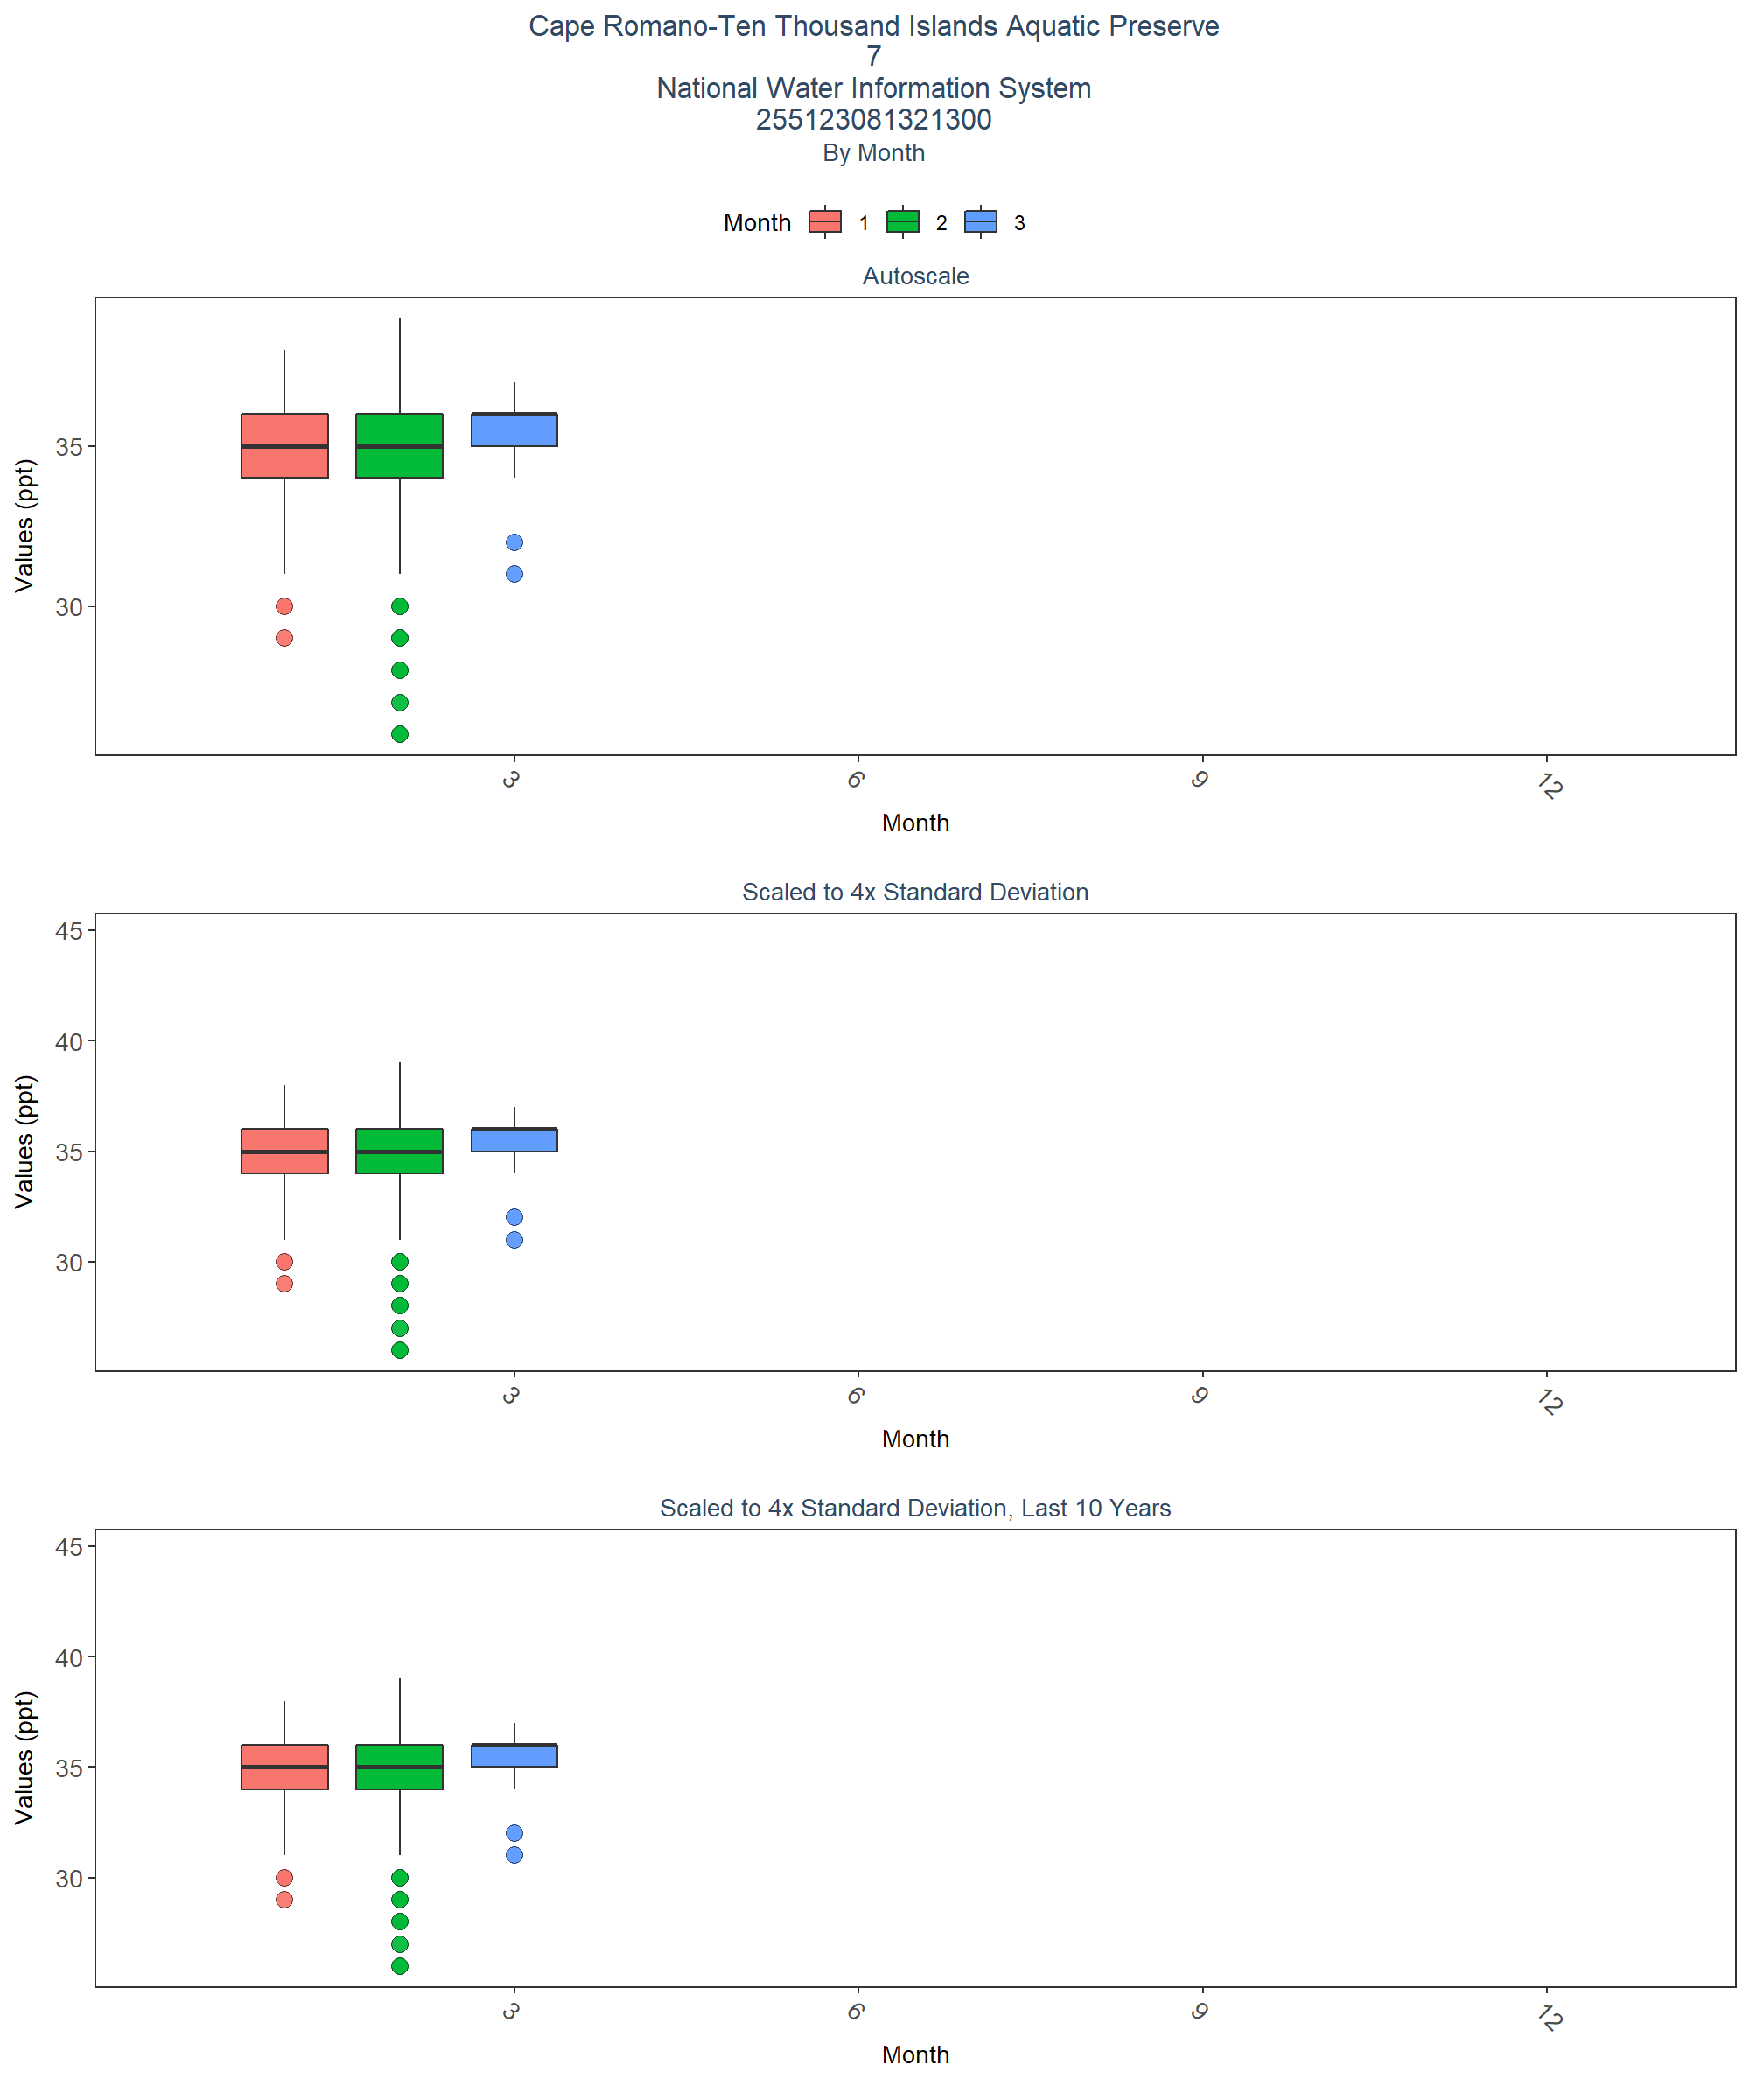 Cape Romano-Ten Thousand Islands Aquatic Preserve
7
National Water Information System
255123081321300
By Month
Month 1 2 3
Autoscale
Values (ppt)
35
30
3 6 9 12
Month
Scaled to 4x Standard Deviation
Values (ppt)
45
40
35
30
3 6 9 12
Month
Scaled to 4x Standard Deviation, Last 10 Years
Values (ppt)
45
40
35
30
3 6 9 12
Month